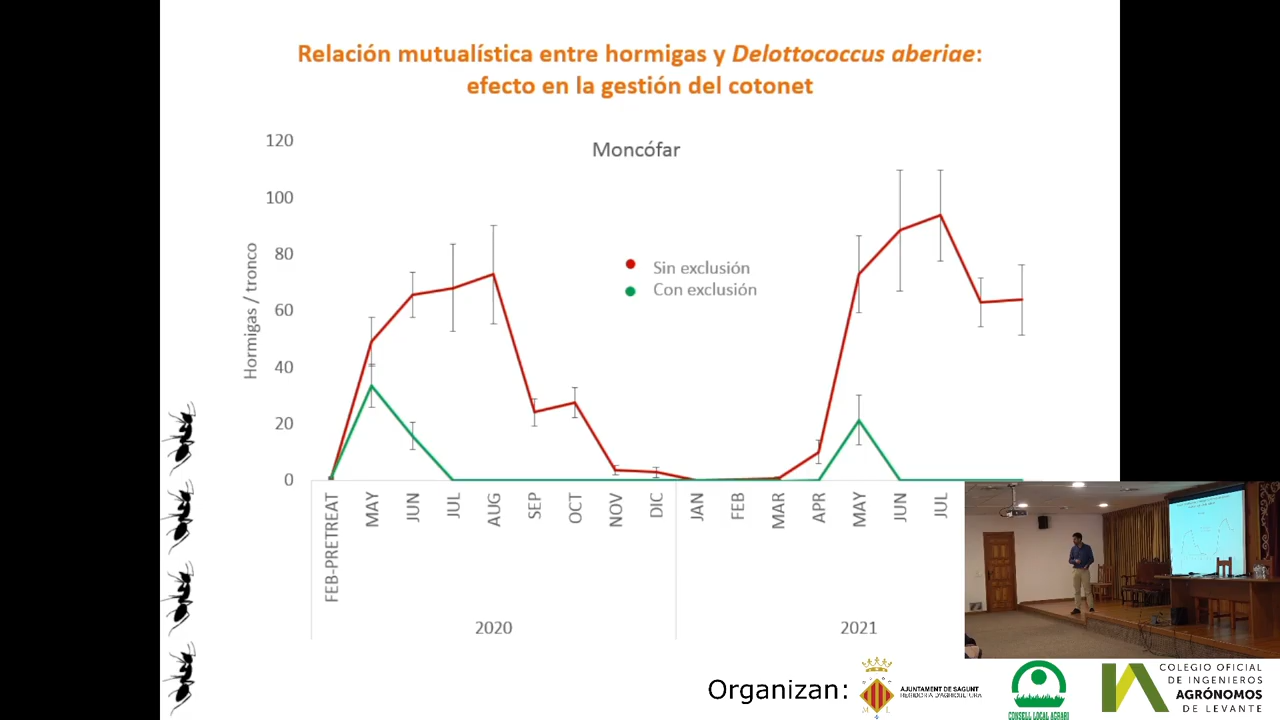 Relación mutualística entre hormigas y Delottococcus aberiae:
efecto en la gestión del cotonet
Moncófar
Hormigas / tronco
120
100
80
60
40
20
0
Sin exclusión
Con exclusión
FEB-PRETREAT
MAY
JUN
JUL
AUG
SEP
OCT
NOV
DIC
JAN
FEB
MAR
APR
MAY
JUN
JUL
2020
2021
Organizan:
AJUNTAMENT DE SAGUNT
REGIDORIA D'AGRICULTURA
CONSELL LOCAL AGRARI
COLEGIO OFICIAL
DE INGENIEROS
AGRÓNOMOS
DE LEVANTE